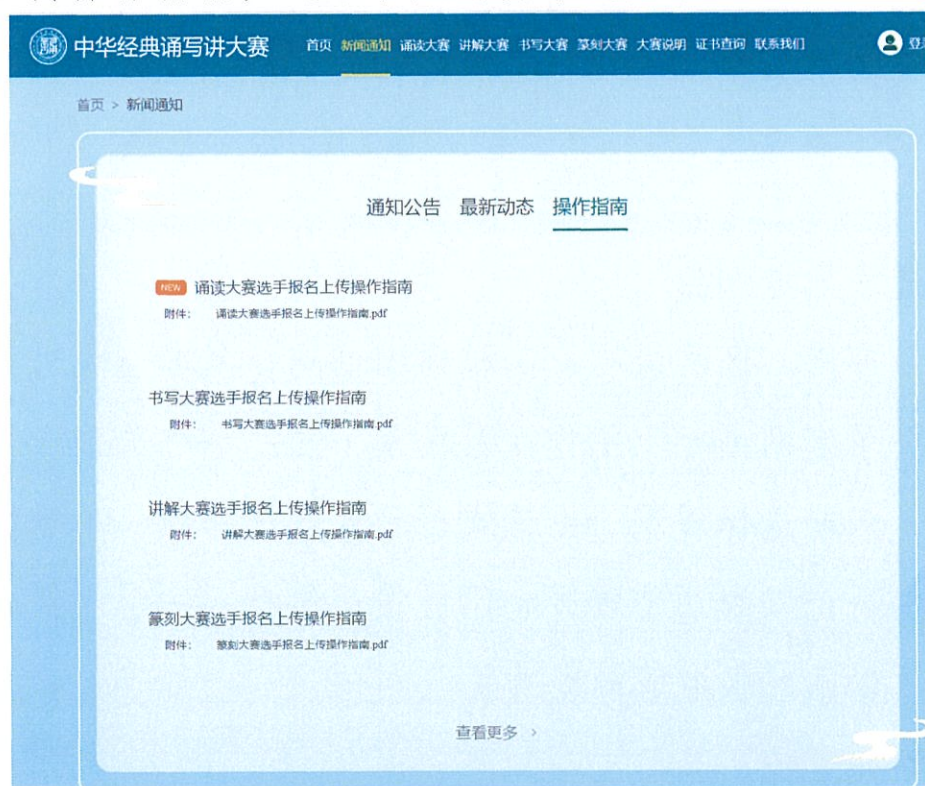 中华经典诵写讲大赛 首页 新闻通知 诵读大赛 讲解大赛 书写大赛 篆刻大赛 大赛说明 证书查询 联系我们
首页 > 新闻通知
通知公告 最新动态 操作指南
NEW 诵读大赛选手报名上传操作指南
附件： 诵读大赛选手报名上传操作指南.pdf
书写大赛选手报名上传操作指南
附件： 书写大赛选手报名上传操作指南.pdf
讲解大赛选手报名上传操作指南
附件： 讲解大赛选手报名上传操作指南.pdf
篆刻大赛选手报名上传操作指南
附件： 篆刻大赛选手报名上传操作指南.pdf
查看更多 >